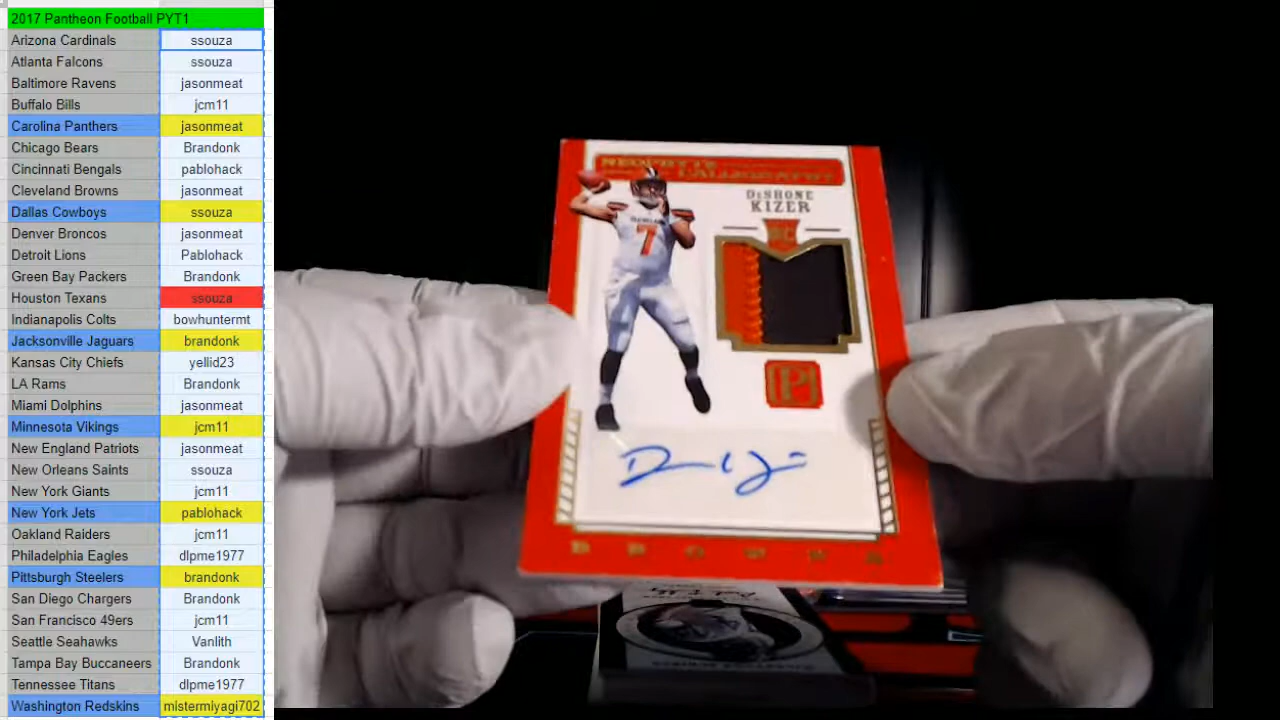 2017 Pantheon Football PYT1
Arizona Cardinals ssouza
Atlanta Falcons ssouza
Baltimore Ravens jasonmeat
Buffalo Bills jcm11
Carolina Panthers jasonmeat
Chicago Bears Brandonk
Cincinnati Bengals pablohack
Cleveland Browns jasonmeat
Dallas Cowboys ssouza
Denver Broncos jasonmeat
Detroit Lions Pablohack
Green Bay Packers Brandonk
Houston Texans ssouza
Indianapolis Colts bowhuntermt
Jacksonville Jaguars brandonk
Kansas City Chiefs yellid23
LA Rams Brandonk
Miami Dolphins jasonmeat
Minnesota Vikings jcm11
New England Patriots jasonmeat
New Orleans Saints ssouza
New York Giants jcm11
New York Jets pablohack
Oakland Raiders jcm11
Philadelphia Eagles dlpme1977
Pittsburgh Steelers brandonk
San Diego Chargers Brandonk
San Francisco 49ers jcm11
Seattle Seahawks Vanlith
Tampa Bay Buccaneers Brandonk
Tennessee Titans dlpme1977
Washington Redskins mistermiyagi702
NEOPHYTE
CALLIGRAPHY
DeSHONE
KIZER
RC
7
P
BROWNS